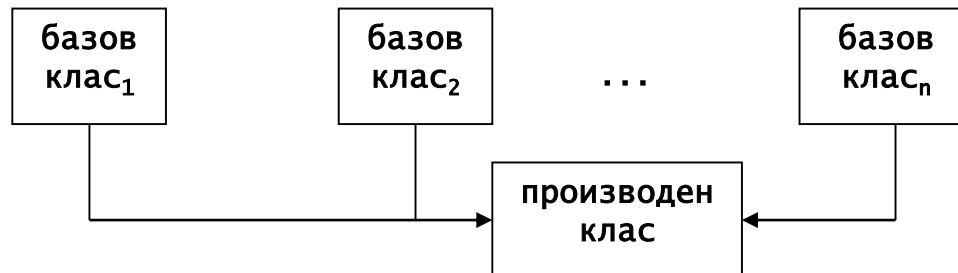 базов
клас₁
базов
клас₂
...
базов
класₙ
производен
клас